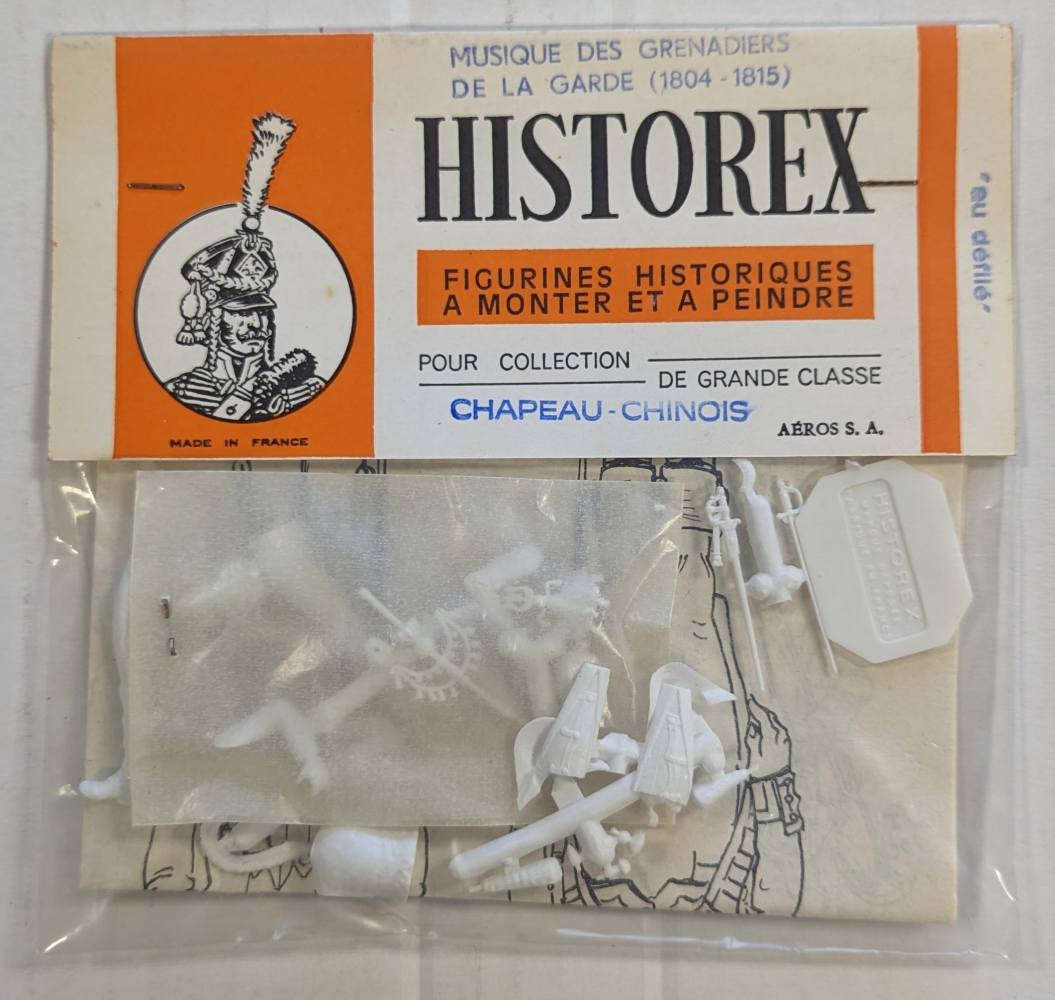 MUSIQUE DES GRENADIERS
DE LA GARDE (1804-1815)
HISTOREX
FIGURINES HISTORIQUES
A MONTER ET A PEINDRE
POUR COLLECTION
DE GRANDE CLASSE
CHAPEAU-CHINOIS
AÉROS S. A.
MADE IN FRANCE
"au défilé"
HISTOREX